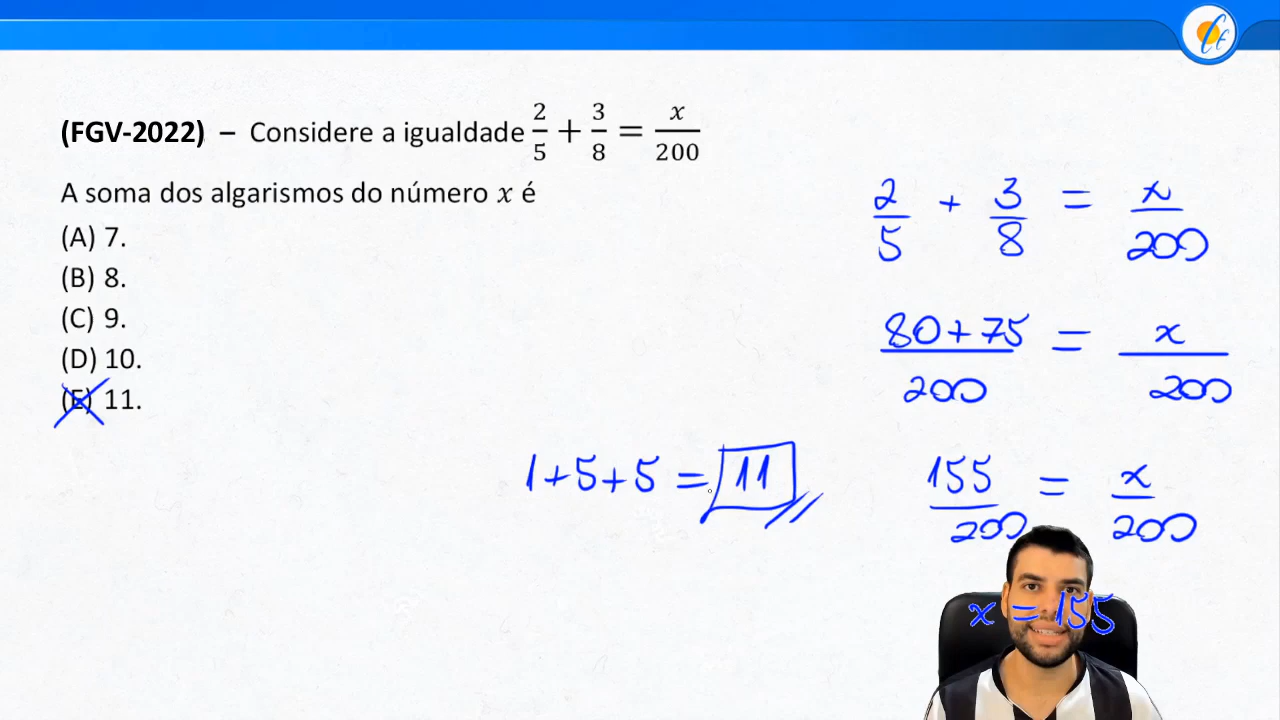 (FGV-2022) – Considere a igualdade 2/5 + 3/8 = x/200
A soma dos algarismos do número x é
(A) 7.
(B) 8.
(C) 9.
(D) 10.
(E) 11.
2/5 + 3/8 = x/200
80+75/200 = x/200
155/200 = x/200
1+5+5 = 11
x = 155